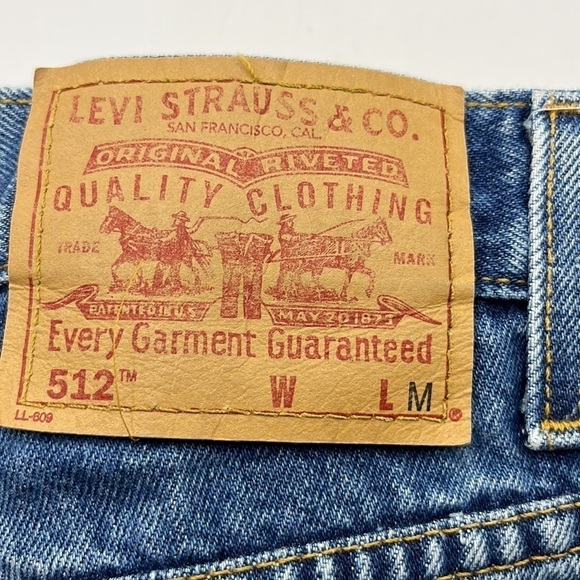 LEVI STRAUSS & CO.
SAN FRANCISCO, CAL.
ORIGINAL RIVETED
QUALITY CLOTHING
TRADE MARK
PATENTED IN U.S. MAY 20 1873
Every Garment Guaranteed
512™ W L M
LL-609 ®